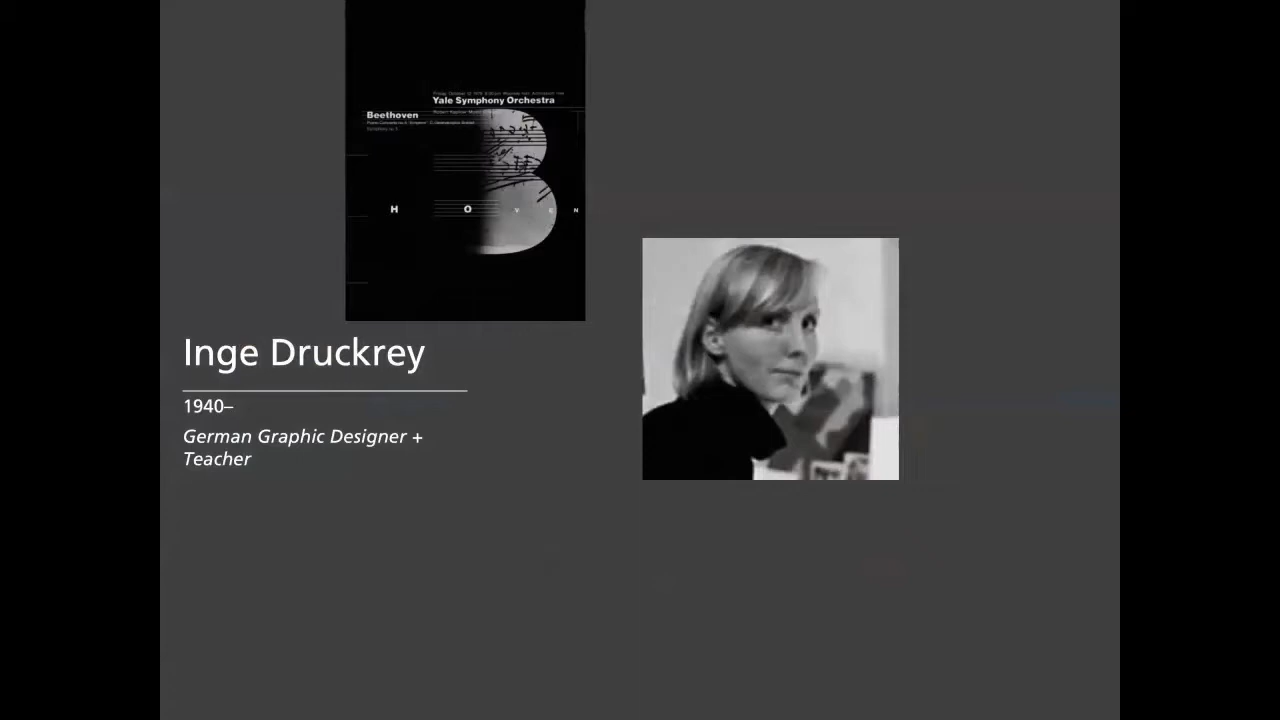 Yale Symphony Orchestra
Beethoven
H O V E N
Inge Druckrey
1940–
German Graphic Designer +
Teacher